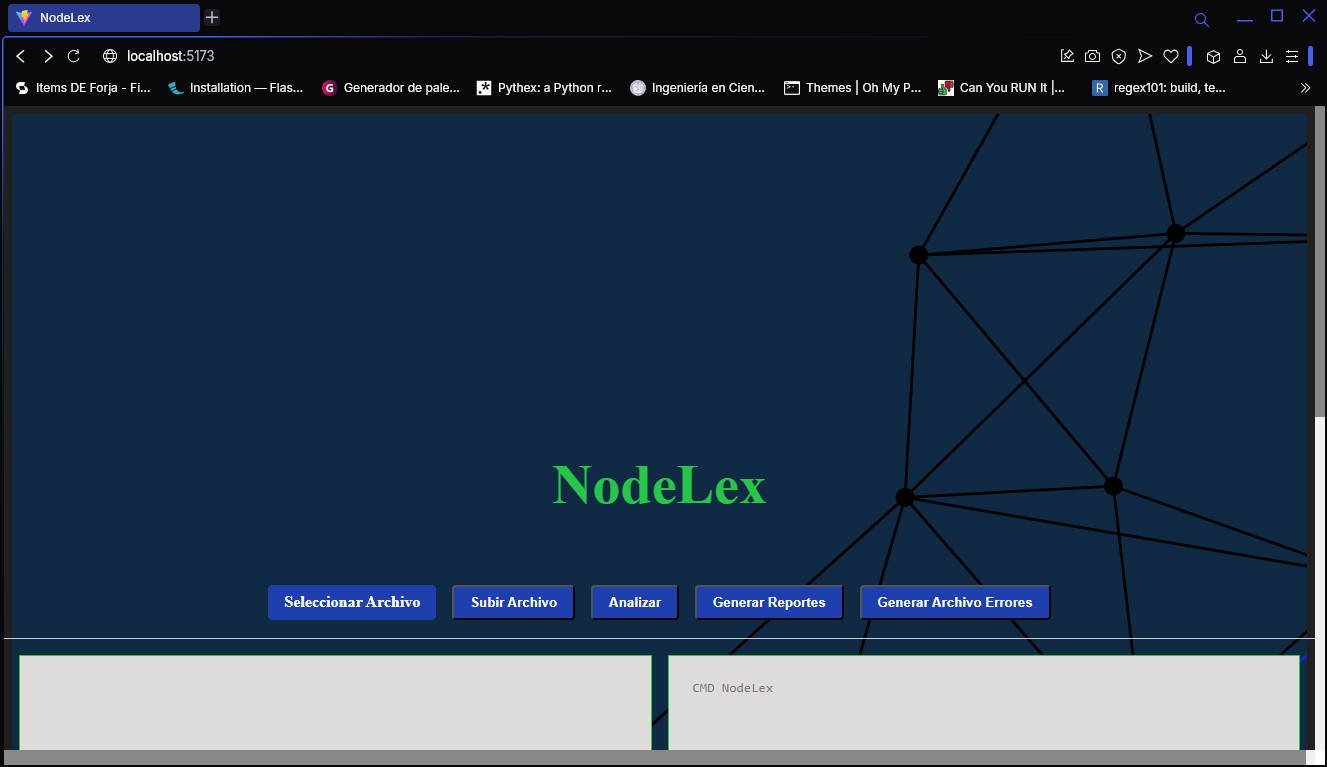 NodeLex
localhost:5173
Items DE Forja - Fi... Installation — Flas... Generador de pale... Pythex: a Python r... Ingeniería en Cien... Themes | Oh My P... Can You RUN It |... regex101: build, te...
NodeLex
Seleccionar Archivo Subir Archivo Analizar Generar Reportes Generar Archivo Errores
CMD NodeLex